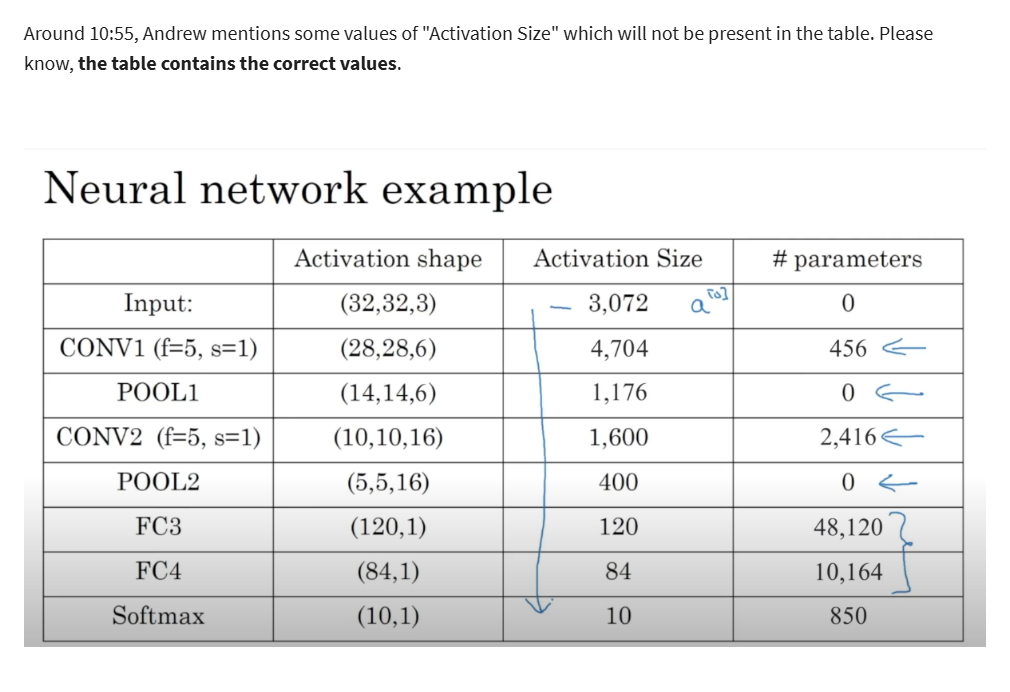 Around 10:55, Andrew mentions some values of "Activation Size" which will not be present in the table. Please
know, the table contains the correct values.
Neural network example
Activation shape Activation Size # parameters
Input: (32,32,3) — 3,072 a[0] 0
CONV1 (f=5, s=1) (28,28,6) 4,704 456 ←
POOL1 (14,14,6) 1,176 0 ←
CONV2 (f=5, s=1) (10,10,16) 1,600 2,416 ←
POOL2 (5,5,16) 400 0 ←
FC3 (120,1) 120 48,120
FC4 (84,1) 84 10,164
Softmax (10,1) 10 850